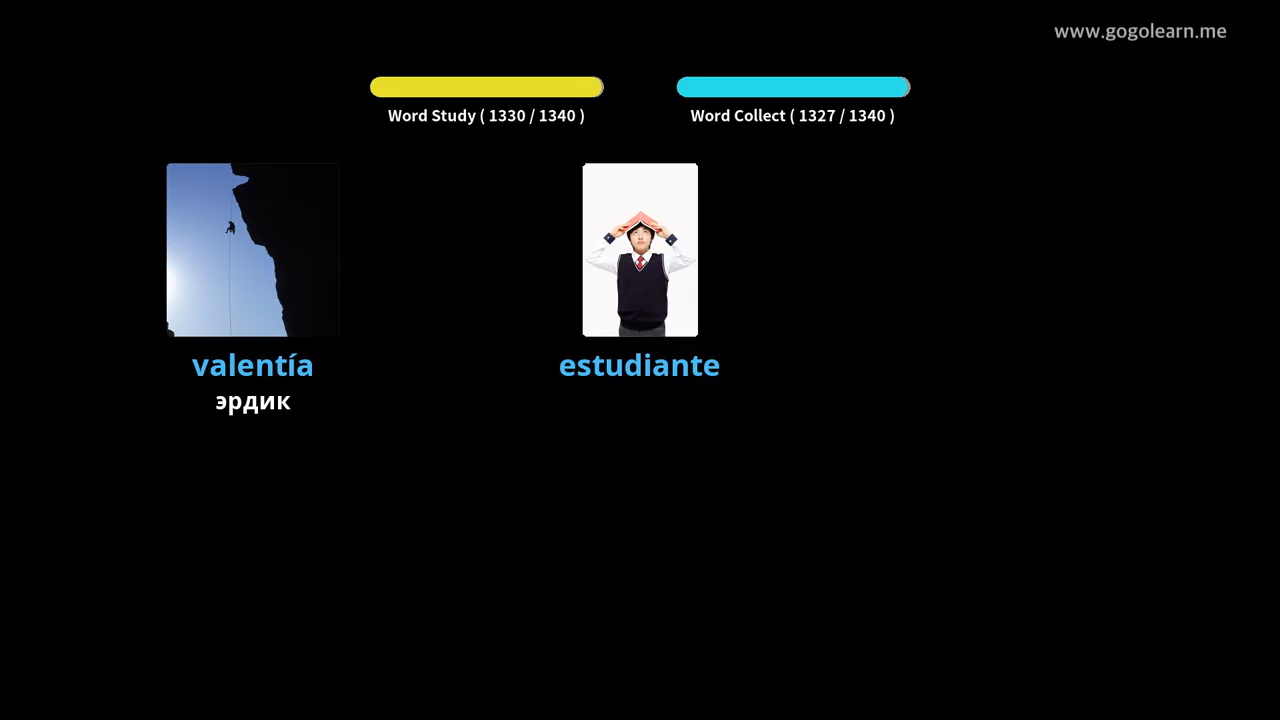 www.gogolearn.me
Word Study ( 1330 / 1340 )
Word Collect ( 1327 / 1340 )
valentía
эрдик
estudiante